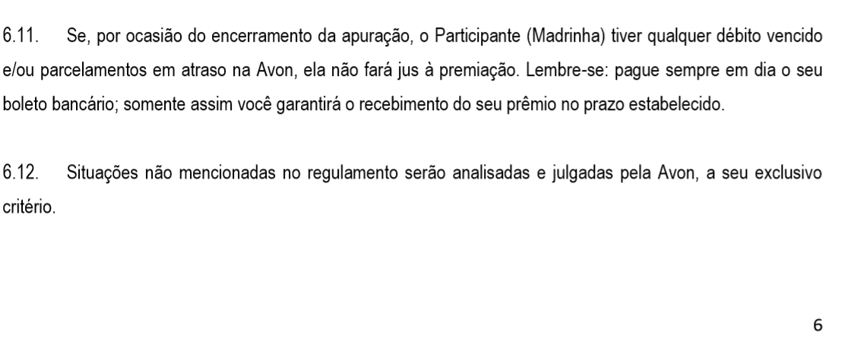 6.11. Se, por ocasião do encerramento da apuração, o Participante (Madrinha) tiver qualquer débito vencido
e/ou parcelamentos em atraso na Avon, ela não fará jus à premiação. Lembre-se: pague sempre em dia o seu
boleto bancário; somente assim você garantirá o recebimento do seu prêmio no prazo estabelecido.
6.12. Situações não mencionadas no regulamento serão analisadas e julgadas pela Avon, a seu exclusivo
critério.
6